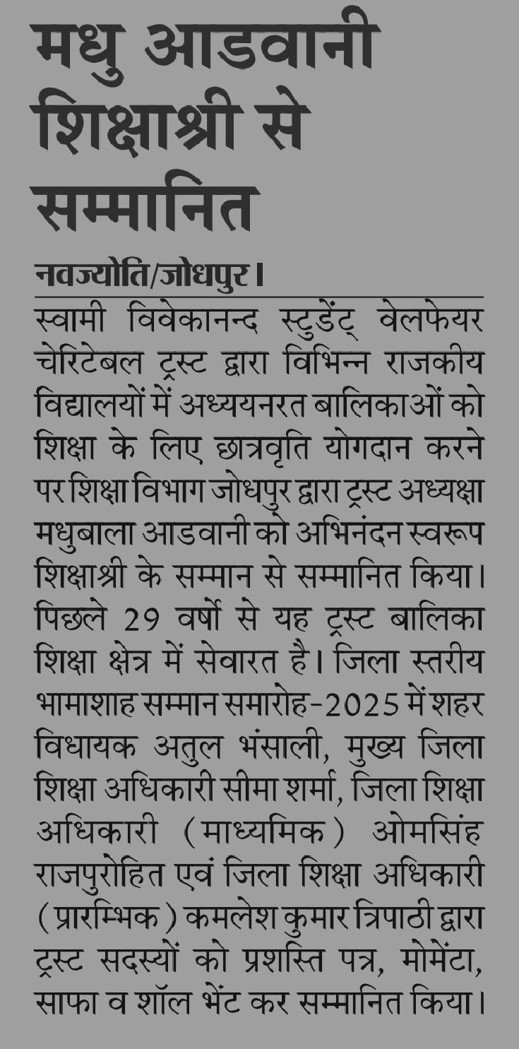 मधु आडवानी
शिक्षाश्री से
सम्मानित
नवज्योति/जोधपुर।
स्वामी विवेकानन्द स्टुडेंट् वेलफेयर
चेरिटेबल ट्रस्ट द्वारा विभिन्न राजकीय
विद्यालयों में अध्ययनरत बालिकाओं को
शिक्षा के लिए छात्रवृति योगदान करने
पर शिक्षा विभाग जोधपुर द्वारा ट्रस्ट अध्यक्षा
मधुबाला आडवानी को अभिनंदन स्वरूप
शिक्षाश्री के सम्मान से सम्मानित किया।
पिछले 29 वर्षो से यह ट्रस्ट बालिका
शिक्षा क्षेत्र में सेवारत है। जिला स्तरीय
भामाशाह सम्मान समारोह-2025 में शहर
विधायक अतुल भंसाली, मुख्य जिला
शिक्षा अधिकारी सीमा शर्मा, जिला शिक्षा
अधिकारी (माध्यमिक) ओमसिंह
राजपुरोहित एवं जिला शिक्षा अधिकारी
(प्रारम्भिक) कमलेश कुमार त्रिपाठी द्वारा
ट्रस्ट सदस्यों को प्रशस्ति पत्र, मोमेंटा,
साफा व शॉल भेंट कर सम्मानित किया।